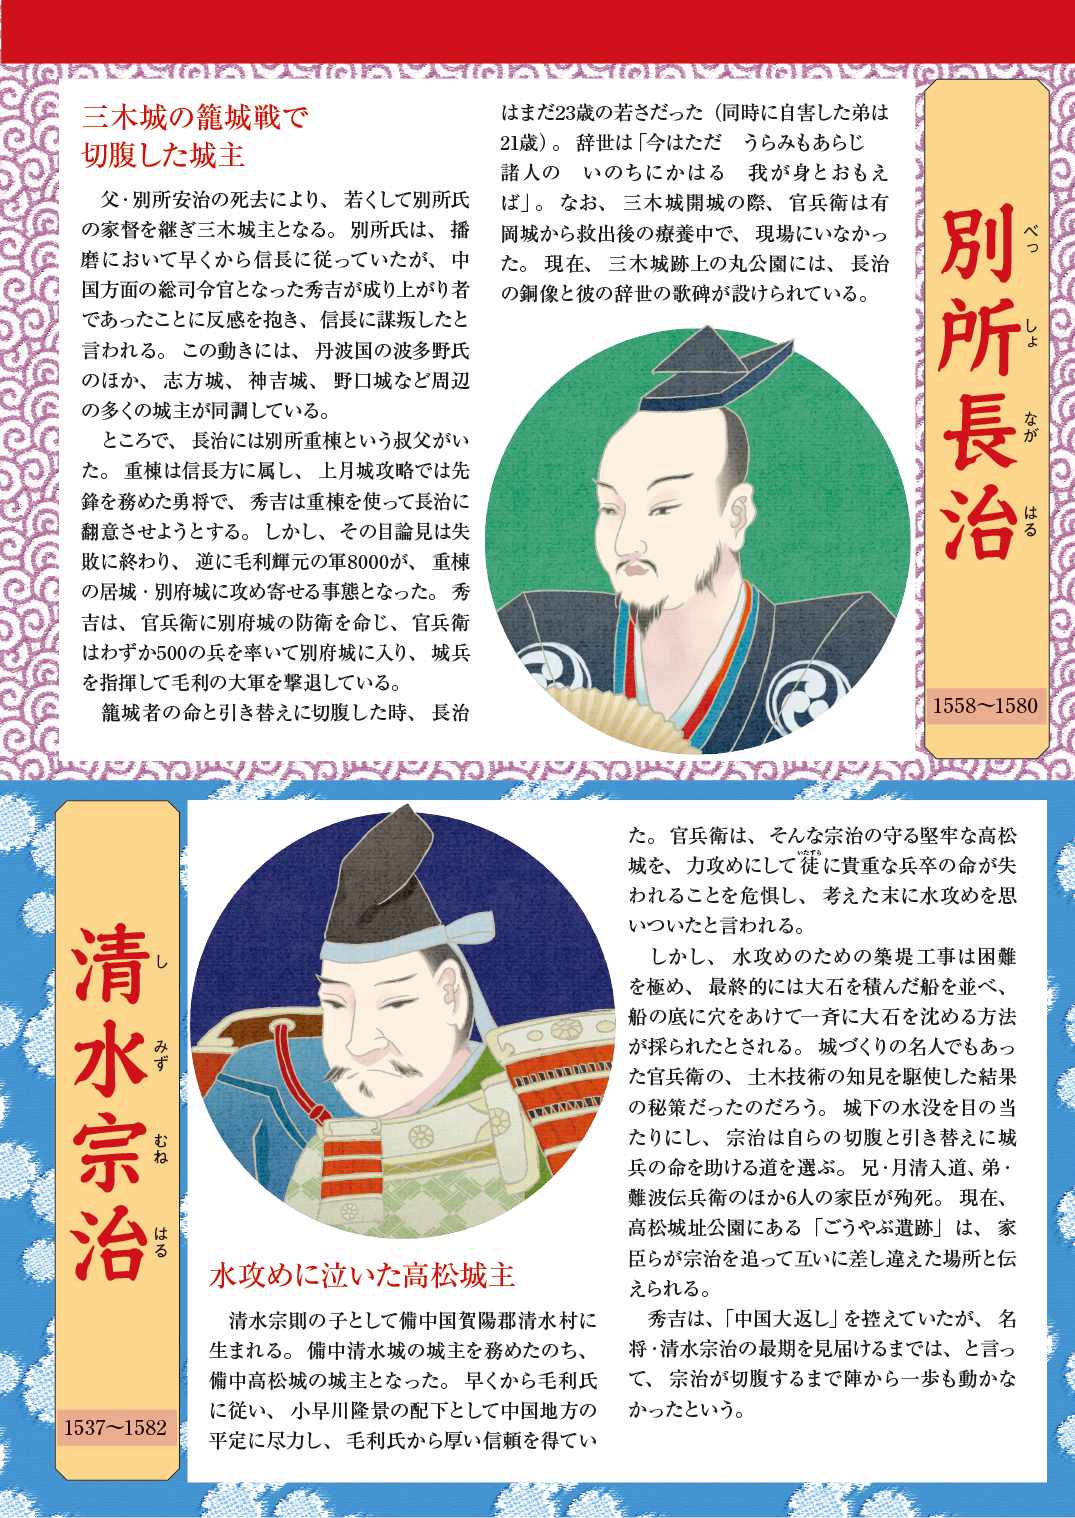 別所長治
べっしょながはる
1558〜1580
三木城の籠城戦で
切腹した城主
父・別所安治の死去により、若くして別所氏
の家督を継ぎ三木城主となる。別所氏は、播
磨において早くから信長に従っていたが、中
国方面の総司令官となった秀吉が成り上がり者
であったことに反感を抱き、信長に謀叛したと
言われる。この動きには、丹波国の波多野氏
のほか、志方城、神吉城、野口城など周辺
の多くの城主が同調している。
ところで、長治には別所重棟という叔父がい
た。重棟は信長方に属し、上月城攻略では先
鋒を務めた勇将で、秀吉は重棟を使って長治に
翻意させようとする。しかし、その目論見は失
敗に終わり、逆に毛利輝元の軍8000が、重棟
の居城・別府城に攻め寄せる事態となった。秀
吉は、官兵衛に別府城の防衛を命じ、官兵衛
はわずか500の兵を率いて別府城に入り、城兵
を指揮して毛利の大軍を撃退している。
籠城者の命と引き替えに切腹した時、長治
はまだ23歳の若さだった（同時に自害した弟は
21歳）。辞世は「今はただ　うらみもあらじ
諸人の　いのちにかはる　我が身とおもえ
ば」。なお、三木城開城の際、官兵衛は有
岡城から救出後の療養中で、現場にいなかっ
た。現在、三木城跡上の丸公園には、長治
の銅像と彼の辞世の歌碑が設けられている。
清水宗治
しみずむねはる
1537〜1582
水攻めに泣いた高松城主
清水宗則の子として備中国賀陽郡清水村に
生まれる。備中清水城の城主を務めたのち、
備中高松城の城主となった。早くから毛利氏
に従い、小早川隆景の配下として中国地方の
平定に尽力し、毛利氏から厚い信頼を得てい
た。官兵衛は、そんな宗治の守る堅牢な高松
いたずら
城を、力攻めにして徒に貴重な兵卒の命が失
われることを危惧し、考えた末に水攻めを思
いついたと言われる。
しかし、水攻めのための築堤工事は困難
を極め、最終的には大石を積んだ船を並べ、
船の底に穴をあけて一斉に大石を沈める方法
が採られたとされる。城づくりの名人でもあっ
た官兵衛の、土木技術の知見を駆使した結果
の秘策だったのだろう。城下の水没を目の当
たりにし、宗治は自らの切腹と引き替えに城
兵の命を助ける道を選ぶ。兄・月清入道、弟・
難波伝兵衛のほか6人の家臣が殉死。現在、
高松城址公園にある「ごうやぶ遺跡」は、家
臣らが宗治を追って互いに差し違えた場所と伝
えられる。
秀吉は、「中国大返し」を控えていたが、名
将・清水宗治の最期を見届けるまでは、と言っ
て、宗治が切腹するまで陣から一歩も動かな
かったという。